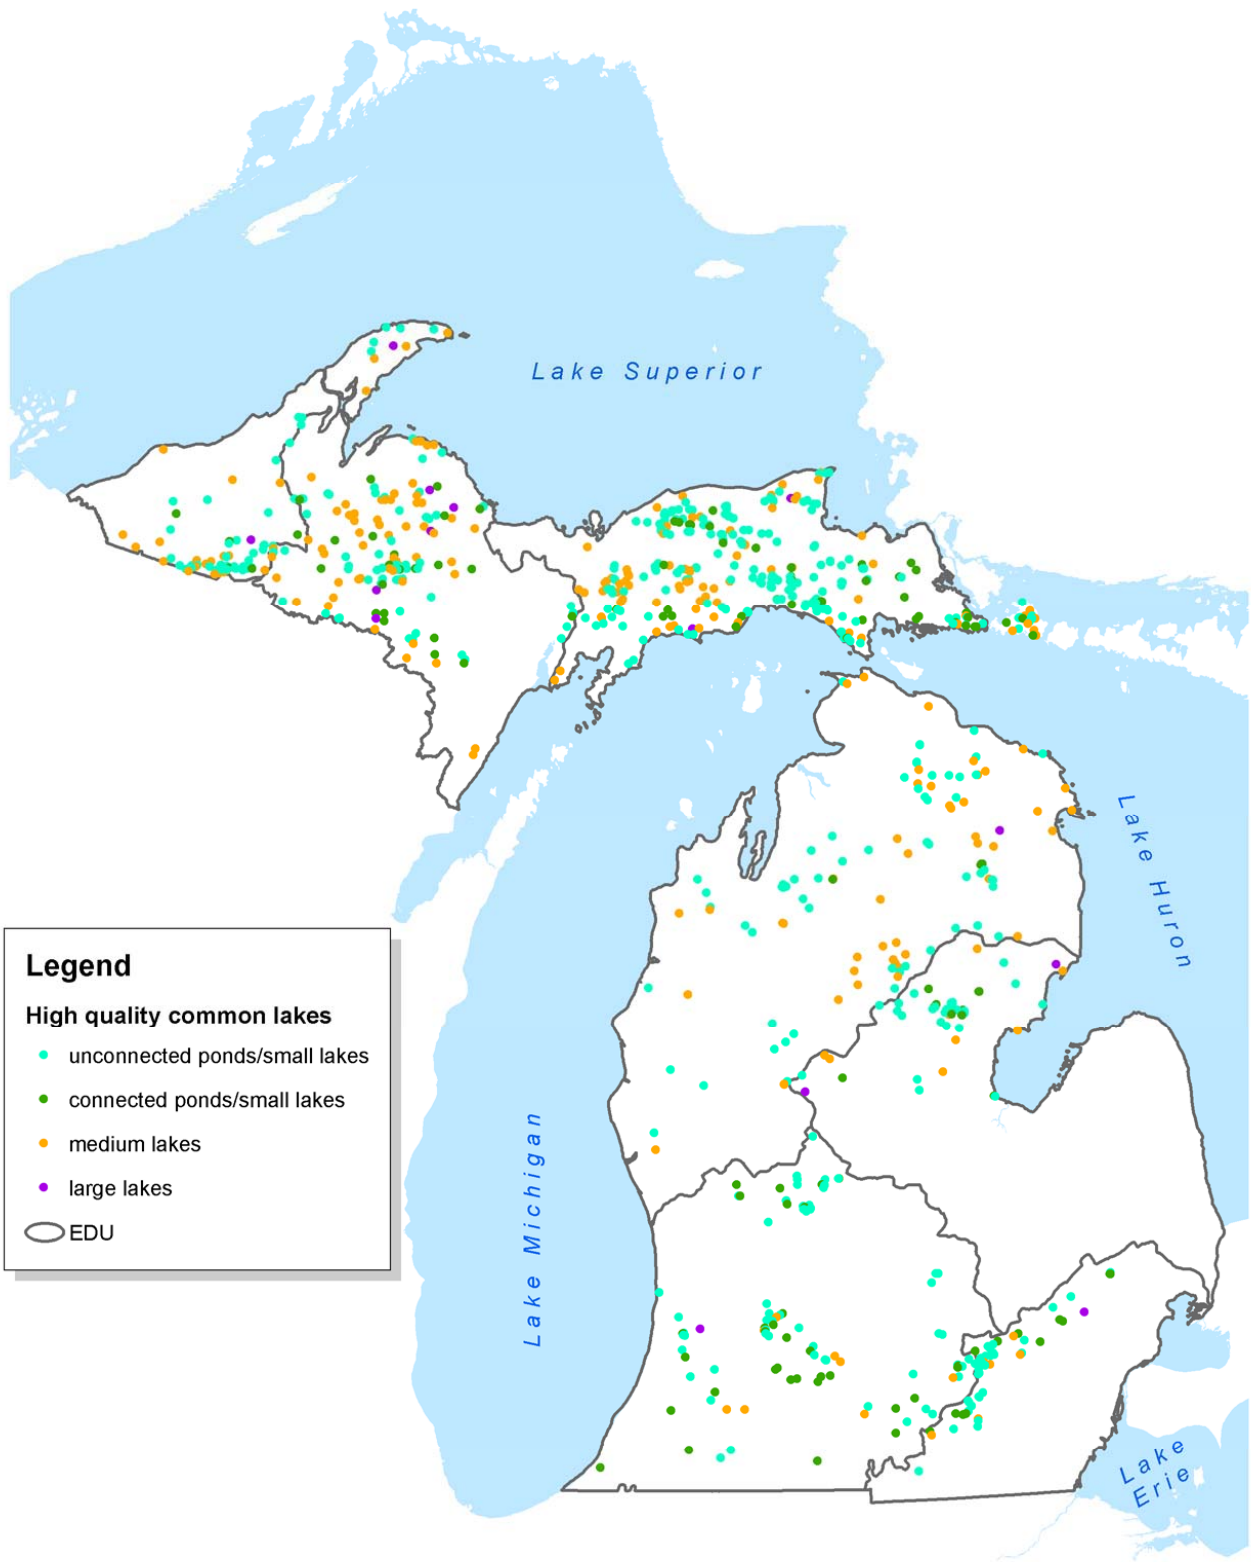 Lake Superior
Lake Huron
Lake Michigan
Lake
Erie
Legend
High quality common lakes
unconnected ponds/small lakes
connected ponds/small lakes
medium lakes
large lakes
EDU